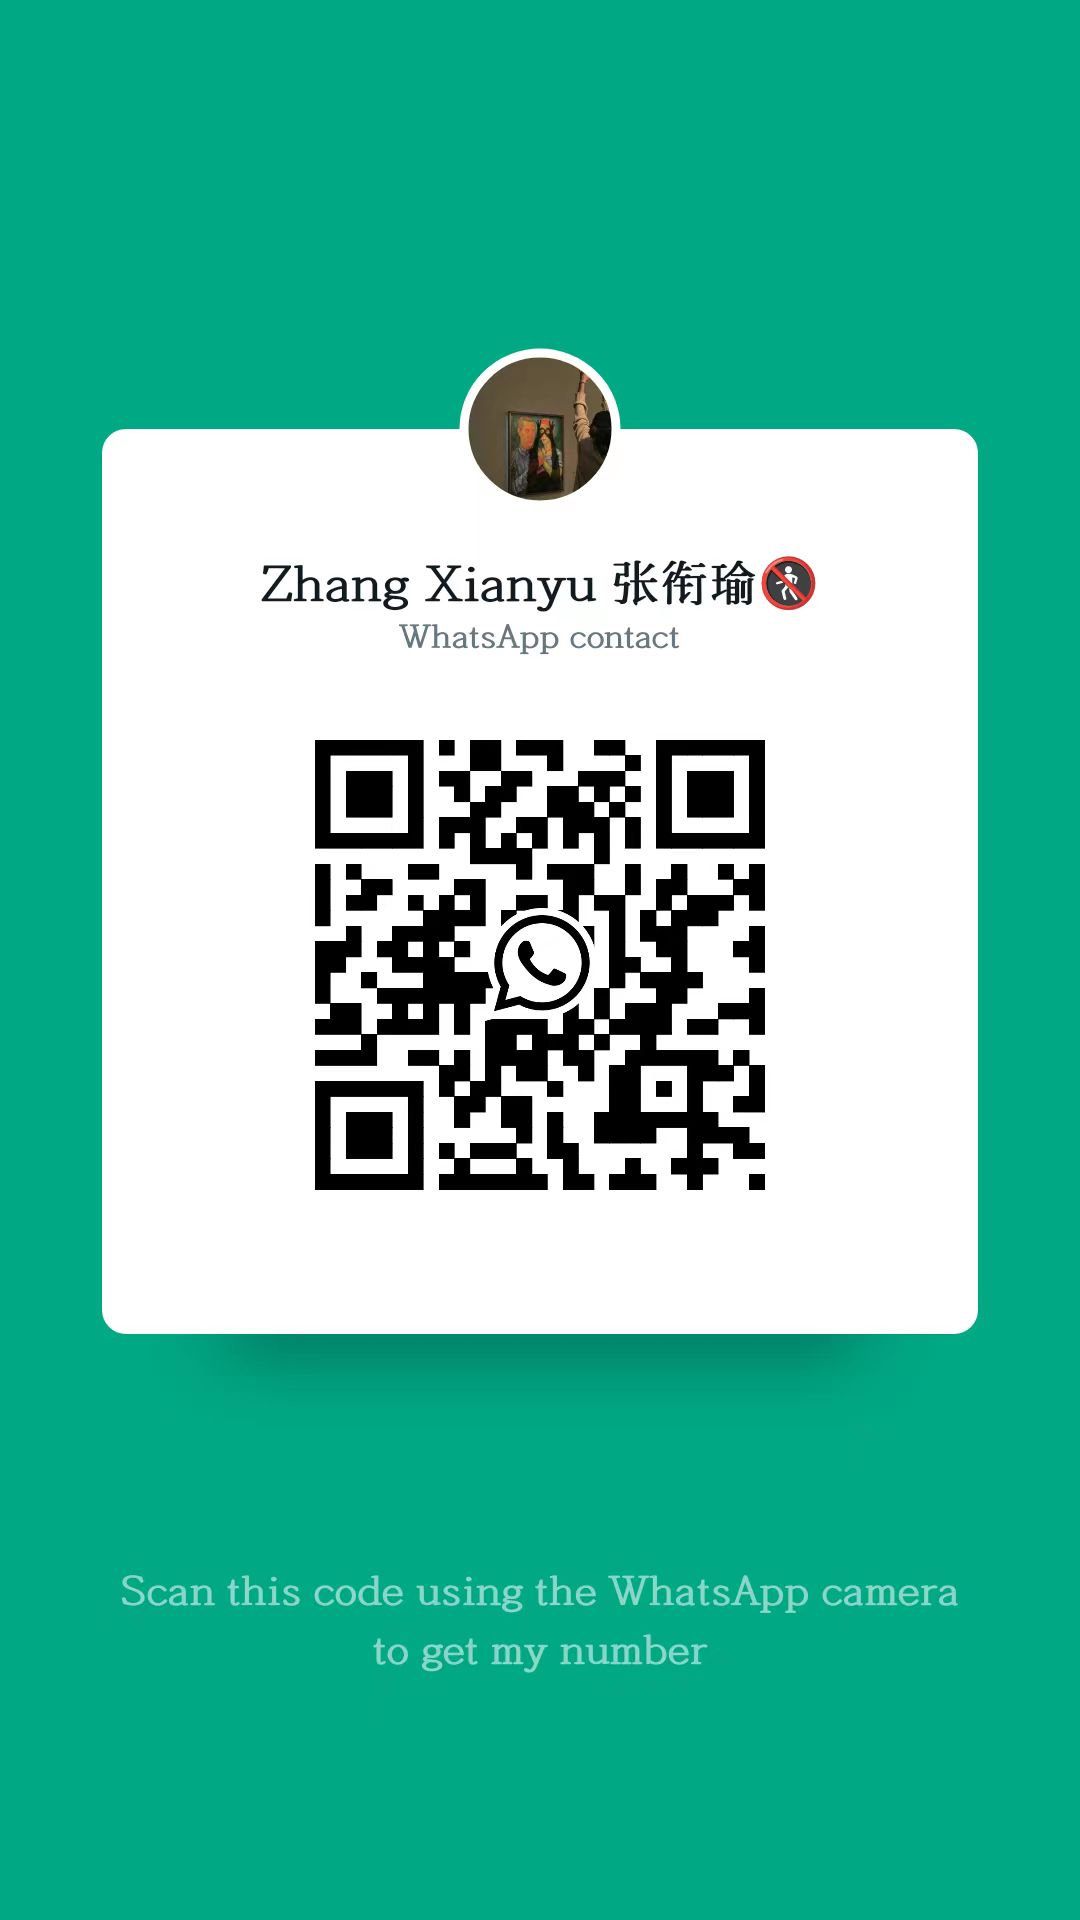 Zhang Xianyu 张衔瑜🚷
WhatsApp contact
Scan this code using the WhatsApp camera
to get my number